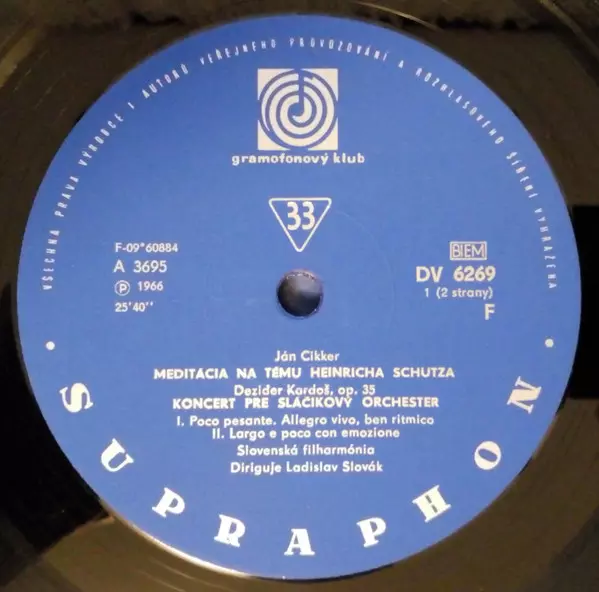 VŠECHNA PRÁVA VÝROBCE I AUTORŮ VEŘEJNÉHO PROVOZOVÁNÍ A ROZHLASOVÉHO ŠÍŘENÍ VYHRAZENA
gramofonový klub
33
F-09*60884
A 3695
Ⓟ 1966
25'40''
BIEM
DV 6269
1 (2 strany)
F
Ján Cikker
MEDITÁCIA NA TÉMU HEINRICHA SCHUTZA
Dezider Kardoš, op. 35
KONCERT PRE SLÁČIKOVÝ ORCHESTER
I. Poco pesante. Allegro vivo, ben ritmico
II. Largo e poco con emozione
Slovenská filharmónia
Diriguje Ladislav Slovák
SUPRAPHON